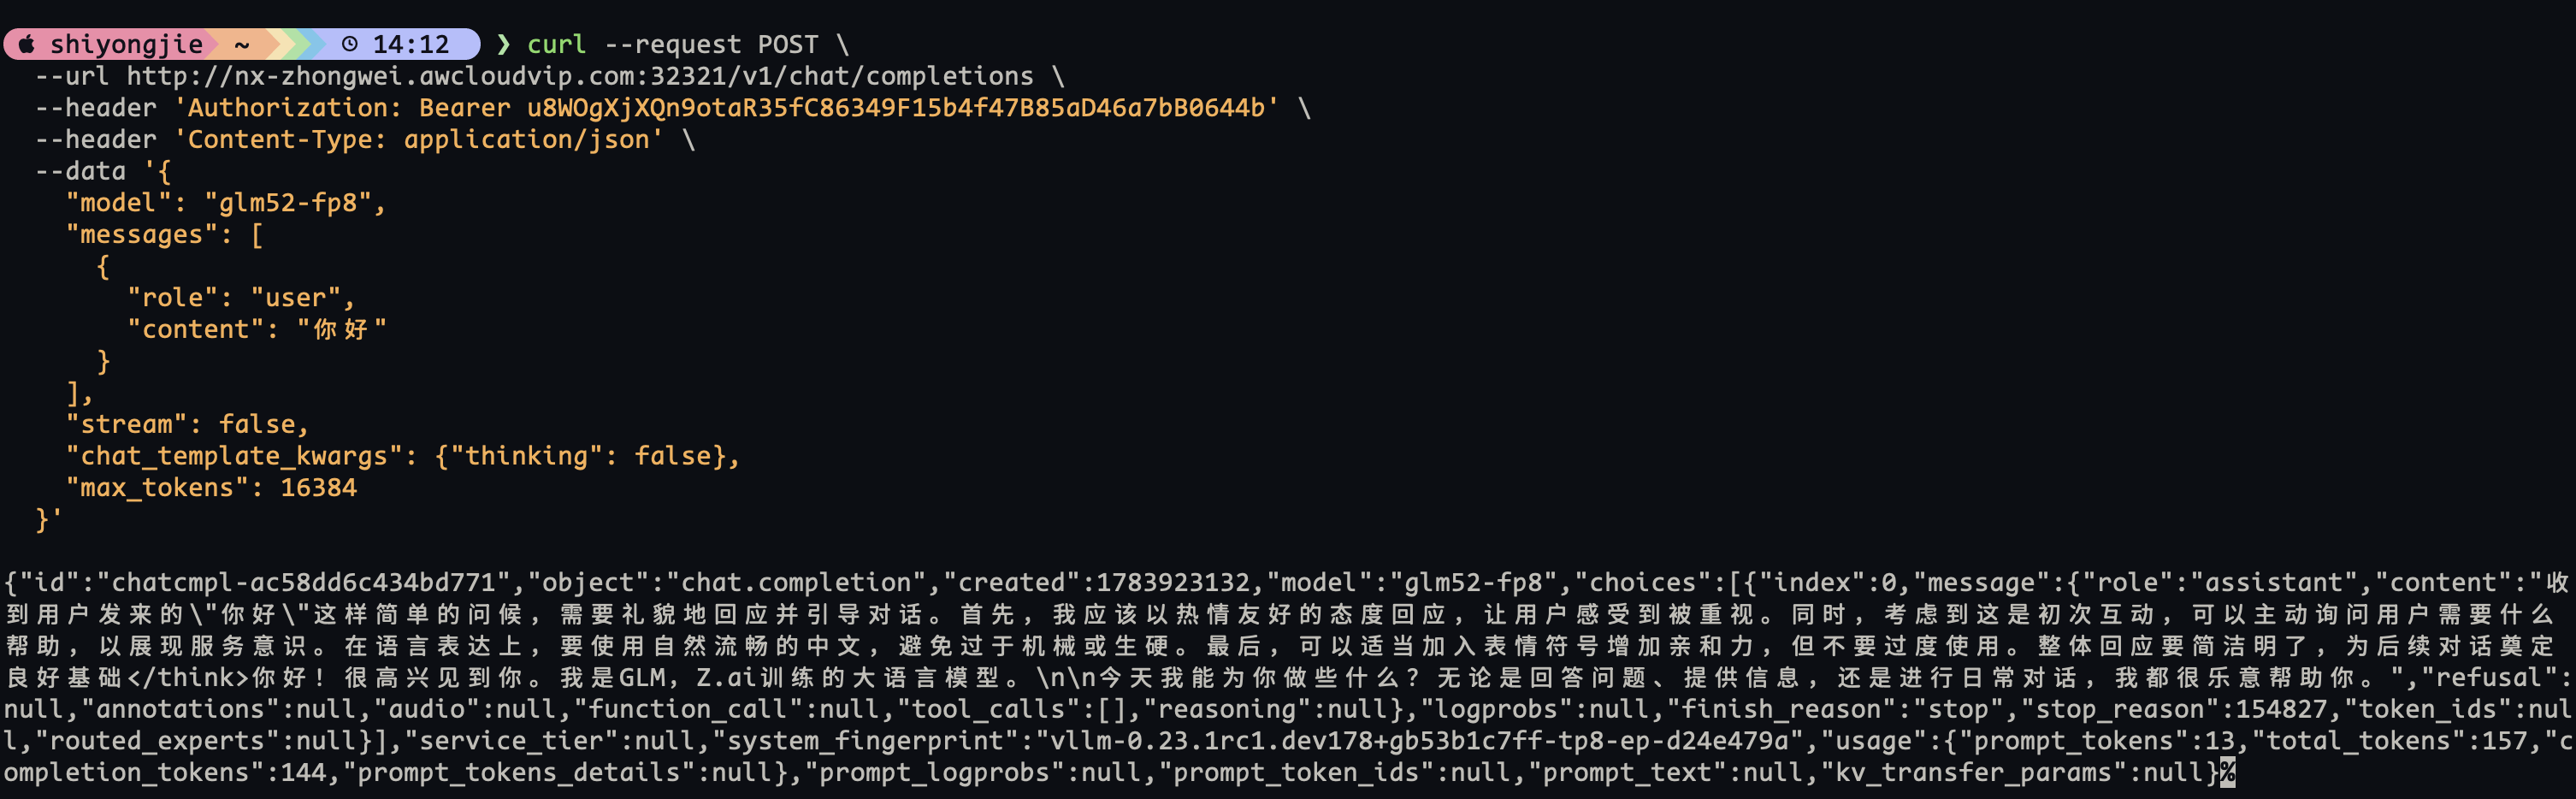 shiyongjie ~ 14:12 ❯ curl --request POST \
--url http://nx-zhongwei.awcloudvip.com:32321/v1/chat/completions \
--header 'Authorization: Bearer u8WOgXjXQn9otaR35fC86349F15b4f47B85aD46a7bB0644b' \
--header 'Content-Type: application/json' \
--data '{
"model": "glm52-fp8",
"messages": [
{
"role": "user",
"content": "你好"
}
],
"stream": false,
"chat_template_kwargs": {"thinking": false},
"max_tokens": 16384
}'
{"id":"chatcmpl-ac58dd6c434bd771","object":"chat.completion","created":1783923132,"model":"glm52-fp8","choices":[{"index":0,"message":{"role":"assistant","content":"收
到用户发来的\"你好\"这样简单的问候，需要礼貌地回应并引导对话。首先，我应该以热情友好的态度回应，让用户感受到被重视。同时，考虑到这是初次互动，可以主动询问用户需要什么
帮助，以展现服务意识。在语言表达上，要使用自然流畅的中文，避免过于机械或生硬。最后，可以适当加入表情符号增加亲和力，但不要过度使用。整体回应要简洁明了，为后续对话奠定
良好基础</think>你好！很高兴见到你。我是GLM，Z.ai训练的大语言模型。\n\n今天我能为你做些什么？无论是回答问题、提供信息，还是进行日常对话，我都很乐意帮助你。","refusal":
null,"annotations":null,"audio":null,"function_call":null,"tool_calls":[],"reasoning":null},"logprobs":null,"finish_reason":"stop","stop_reason":154827,"token_ids":nul
l,"routed_experts":null}],"service_tier":null,"system_fingerprint":"vllm-0.23.1rc1.dev178+gb53b1c7ff-tp8-ep-d24e479a","usage":{"prompt_tokens":13,"total_tokens":157,"c
ompletion_tokens":144,"prompt_tokens_details":null},"prompt_logprobs":null,"prompt_token_ids":null,"prompt_text":null,"kv_transfer_params":null}%